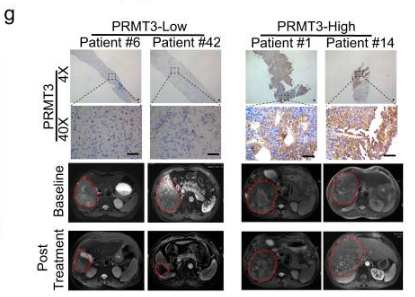 g
PRMT3-Low PRMT3-High
Patient #6 Patient #42 Patient #1 Patient #14
PRMT3
4X
40X
Baseline
Post
Treatment